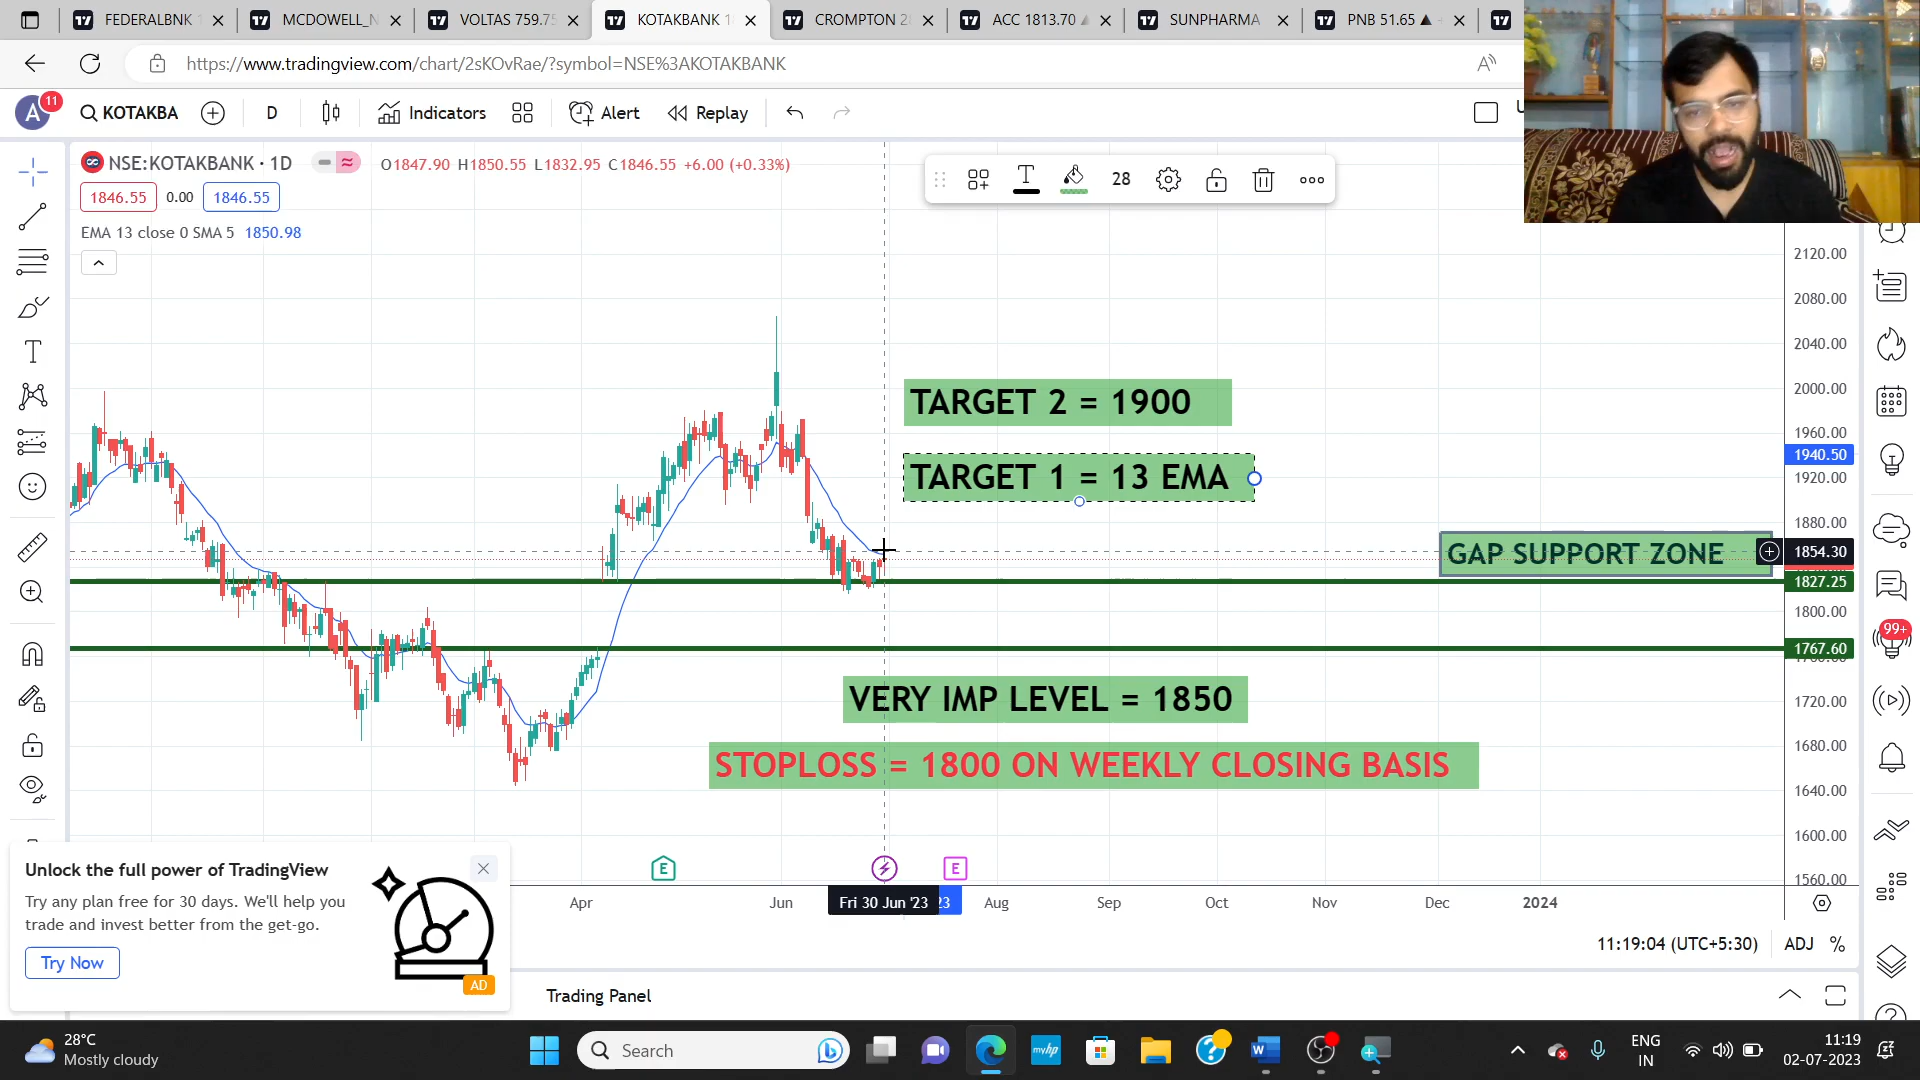 FEDERALBNK 1
MCDOWELL_N
VOLTAS 759.75
KOTAKBANK 1
CROMPTON 2
ACC 1813.70
SUNPHARMA
PNB 51.65 ▲
https://www.tradingview.com/chart/2sKOvRae/?symbol=NSE%3AKOTAKBANK
A
11
KOTAKBA
D
Indicators
Alert
Replay
U
NSE:KOTAKBANK · 1D
O1847.90 H1850.55 L1832.95 C1846.55 +6.00 (+0.33%)
28
1846.55
0.00
1846.55
EMA 13 close 0 SMA 5 1850.98
2120.00
2080.00
2040.00
2000.00
1960.00
1940.50
1920.00
1880.00
1854.30
1827.25
1800.00
1767.60
1720.00
1680.00
1640.00
1600.00
1560.00
TARGET 2 = 1900
TARGET 1 = 13 EMA
GAP SUPPORT ZONE
VERY IMP LEVEL = 1850
STOPLOSS = 1800 ON WEEKLY CLOSING BASIS
99+
E
E
Apr
Jun
Fri 30 Jun '23
23
Aug
Sep
Oct
Nov
Dec
2024
Unlock the full power of TradingView
Try any plan free for 30 days. We'll help you
trade and invest better from the get-go.
Try Now
AD
11:19:04 (UTC+5:30)
ADJ
%
Trading Panel
28°C
Mostly cloudy
Search
myhp
ENG
IN
11:19
02-07-2023